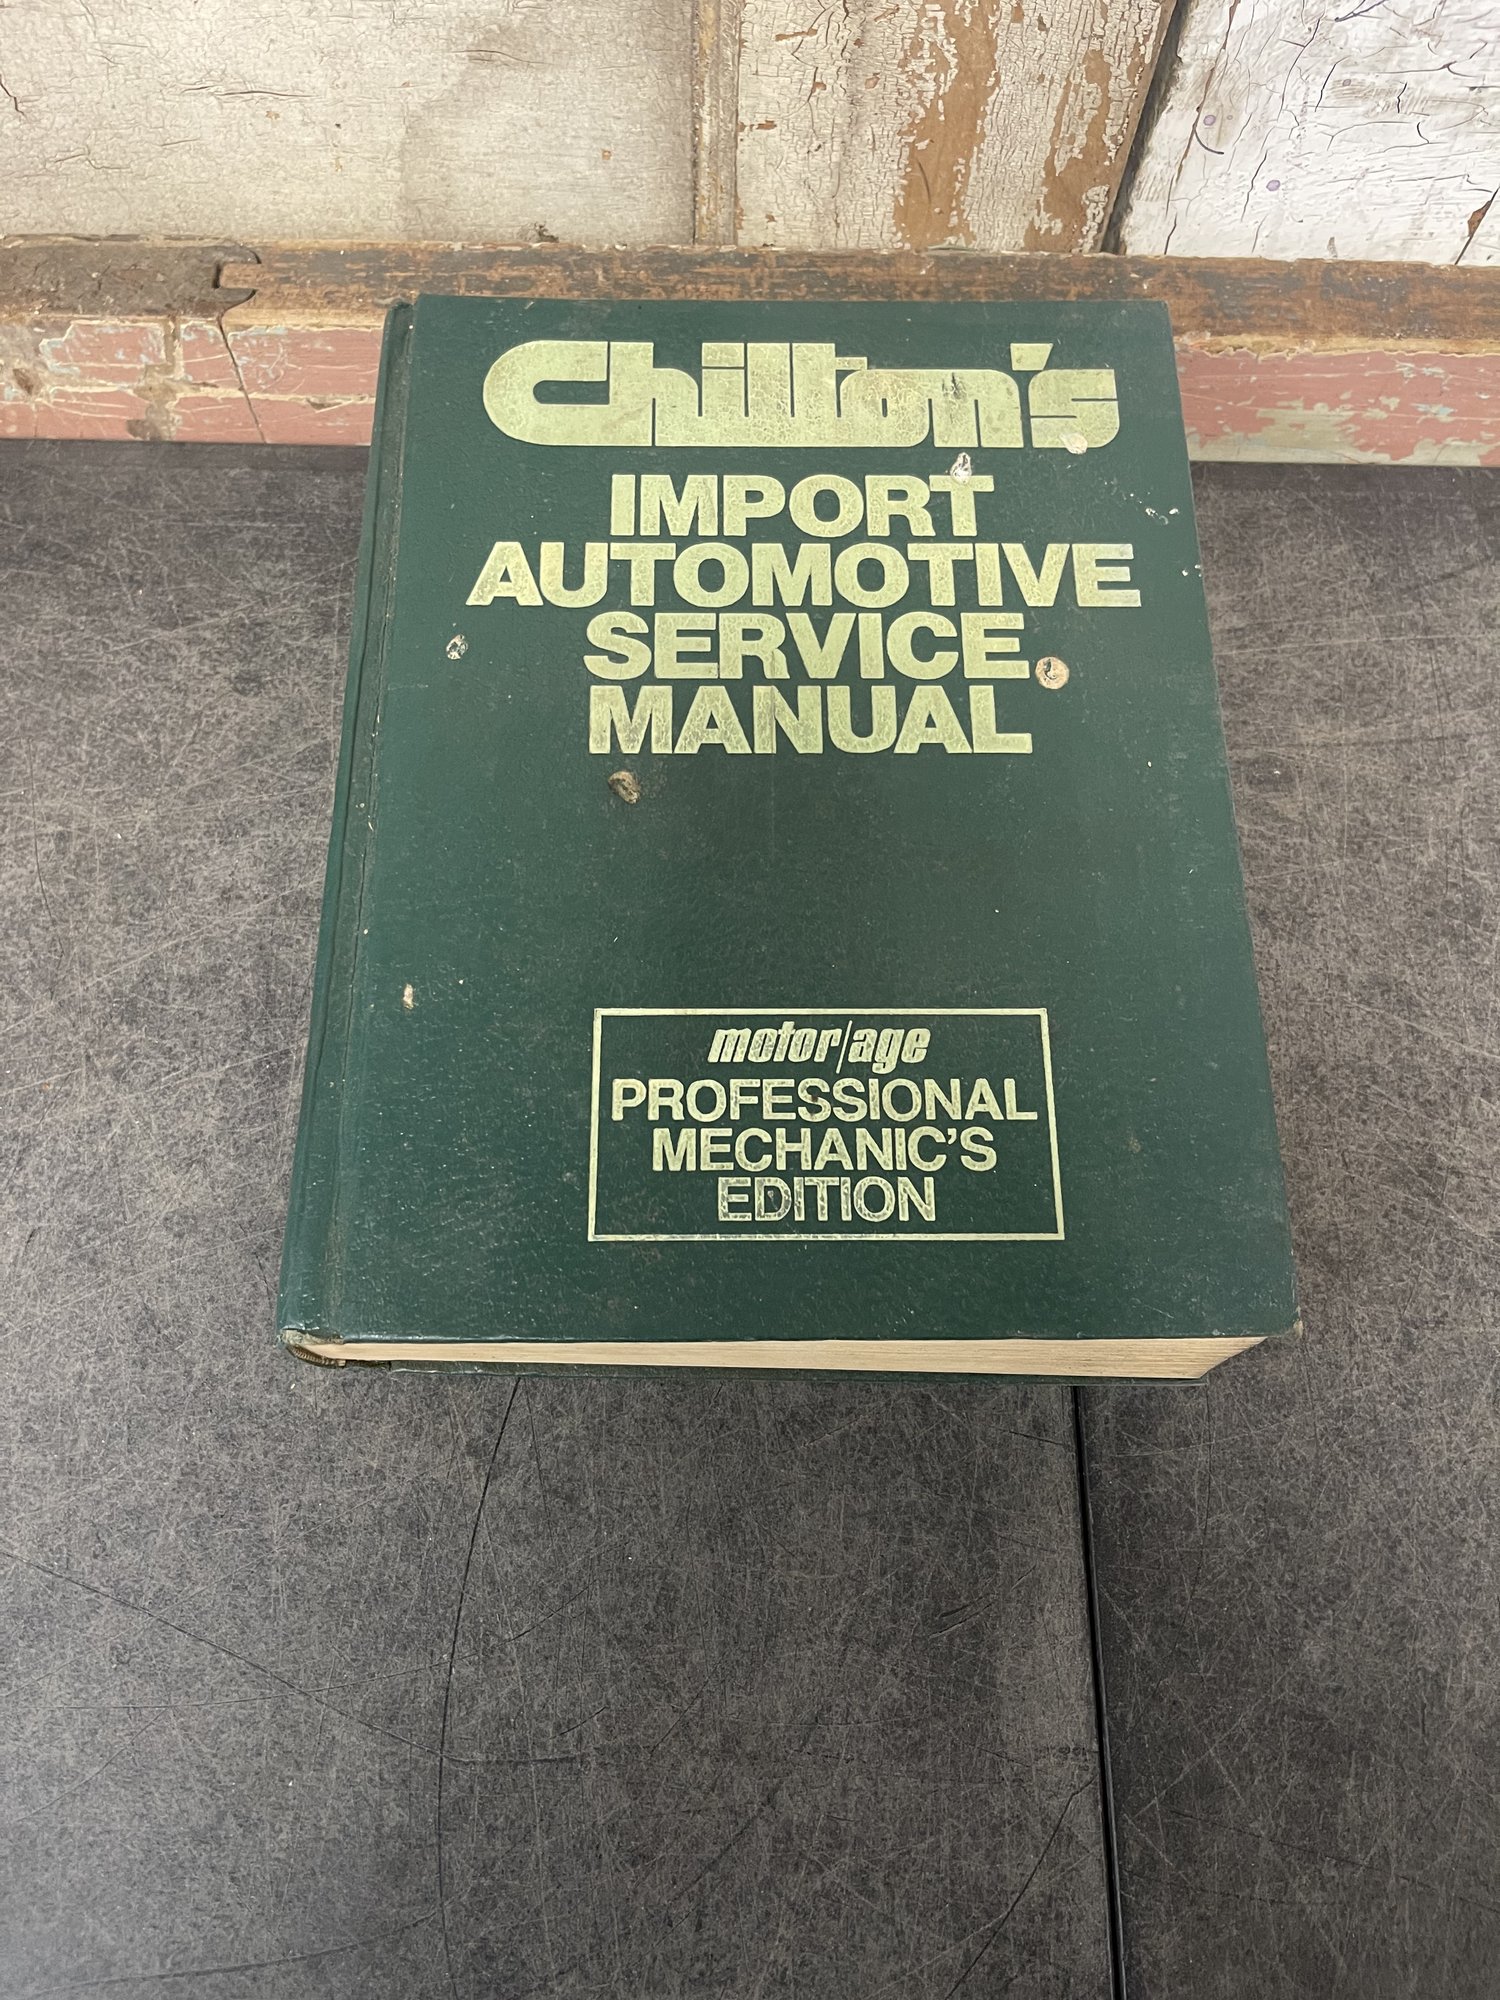 Chilton's
IMPORT
AUTOMOTIVE
SERVICE
MANUAL
motor/age
PROFESSIONAL
MECHANIC'S
EDITION